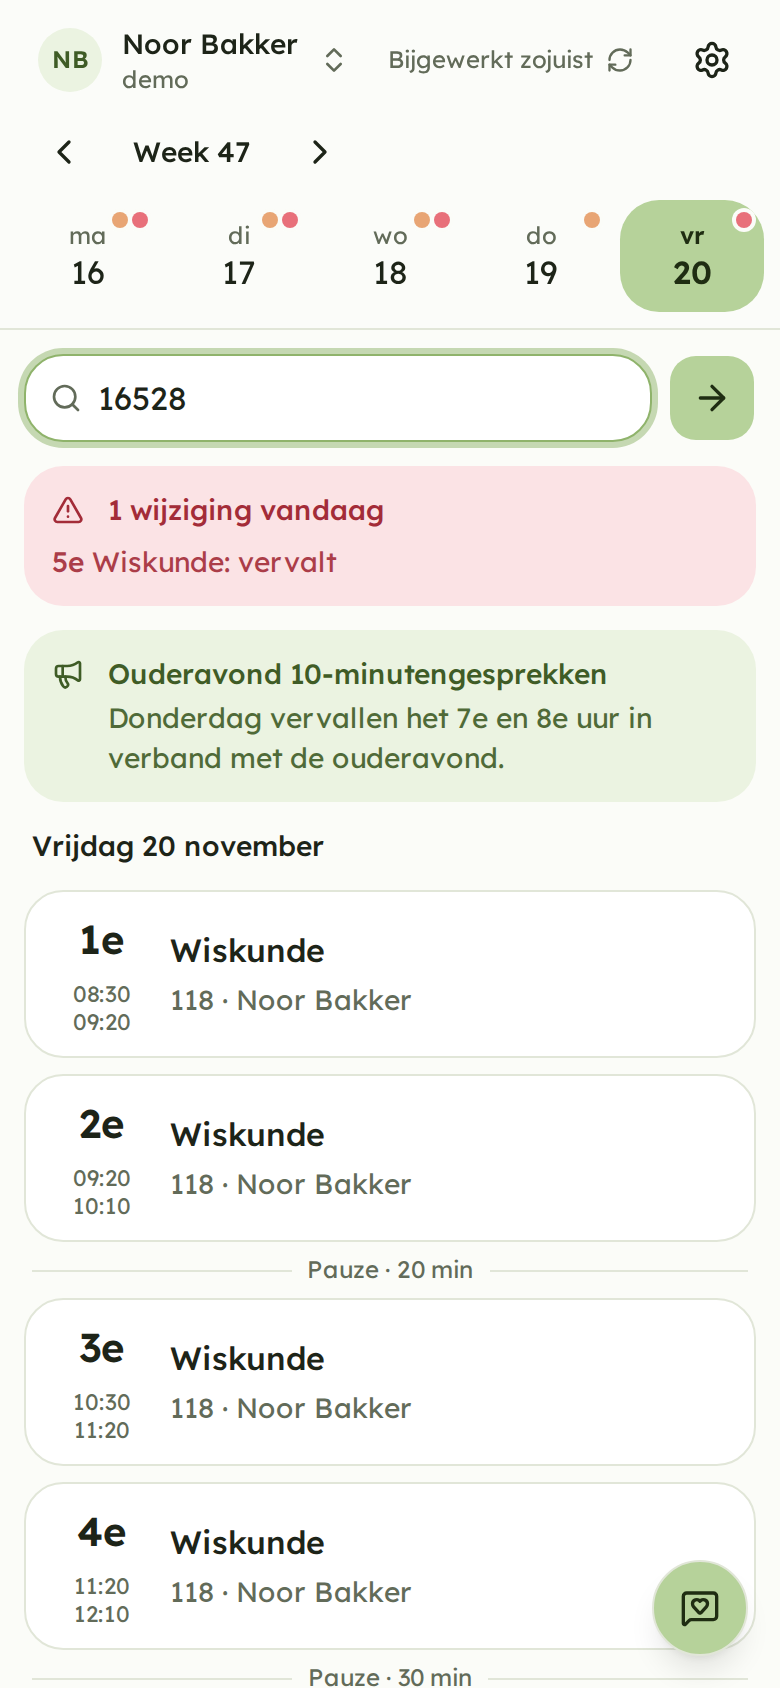 NB
Noor Bakker
demo
Bijgewerkt zojuist
Week 47
ma
16
di
17
wo
18
do
19
vr
20
16528
1 wijziging vandaag
5e Wiskunde: vervalt
Ouderavond 10-minutengesprekken
Donderdag vervallen het 7e en 8e uur in
verband met de ouderavond.
Vrijdag 20 november
1e
08:30
09:20
Wiskunde
118 · Noor Bakker
2e
09:20
10:10
Wiskunde
118 · Noor Bakker
Pauze · 20 min
3e
10:30
11:20
Wiskunde
118 · Noor Bakker
4e
11:20
12:10
Wiskunde
118 · Noor Bakker
Pauze · 30 min